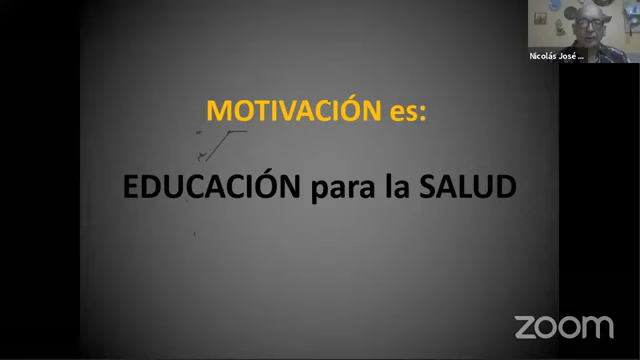 Nicolás José ...
MOTIVACIÓN es:
EDUCACIÓN para la SALUD
zoom